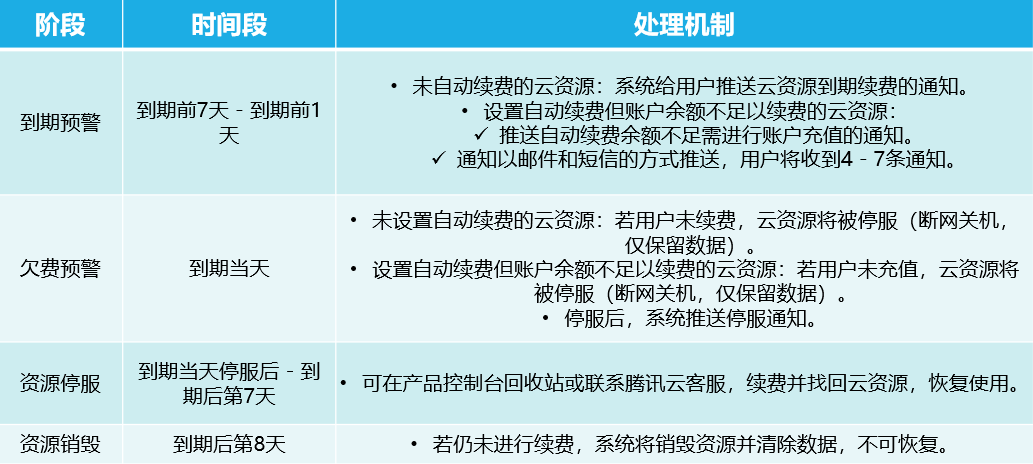 阶段
时间段
处理机制
到期预警
到期前7天 - 到期前1
天
• 未自动续费的云资源：系统给用户推送云资源到期续费的通知。
• 设置自动续费但账户余额不足以续费的云资源：
✓ 推送自动续费余额不足需进行账户充值的通知。
✓ 通知以邮件和短信的方式推送，用户将收到4 - 7条通知。
欠费预警
到期当天
• 未设置自动续费的云资源：若用户未续费，云资源将被停服（断网关机，
仅保留数据）。
• 设置自动续费但账户余额不足以续费的云资源：若用户未充值，云资源将
被停服（断网关机，仅保留数据）。
• 停服后，系统推送停服通知。
资源停服
到期当天停服后 - 到
期后第7天
• 可在产品控制台回收站或联系腾讯云客服，续费并找回云资源，恢复使用。
资源销毁
到期后第8天
• 若仍未进行续费，系统将销毁资源并清除数据，不可恢复。